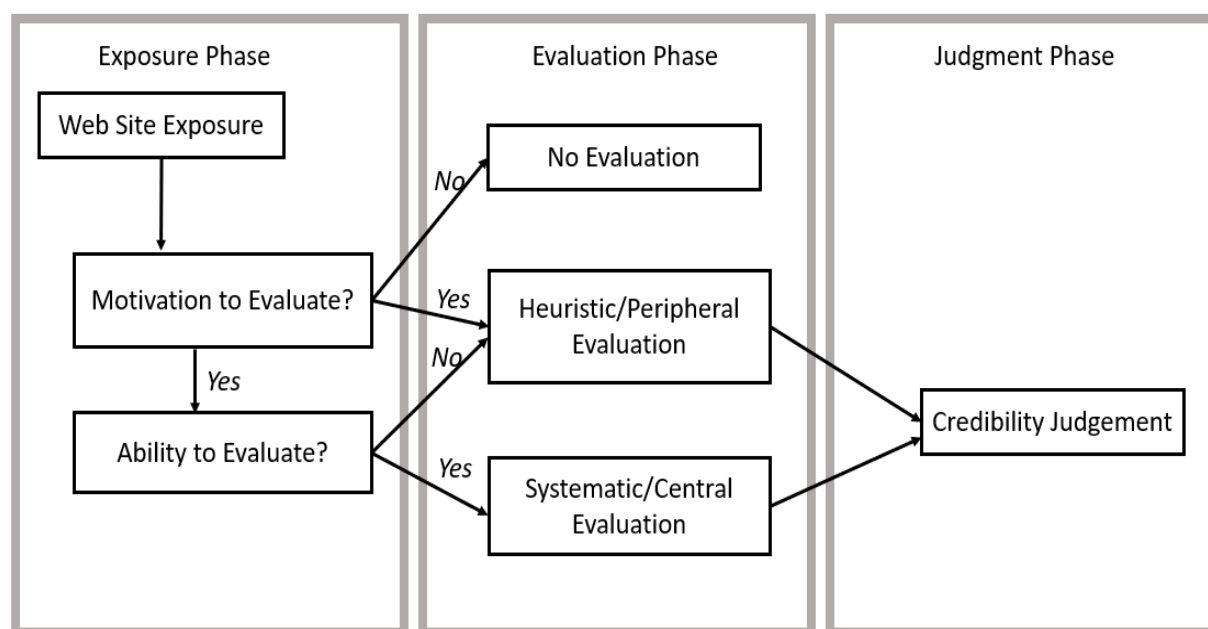 Exposure Phase
Web Site Exposure
Motivation to Evaluate?
Yes
Ability to Evaluate?
Evaluation Phase
No
No Evaluation
Yes
Heuristic/Peripheral
Evaluation
No
Yes
Systematic/Central
Evaluation
Judgment Phase
Credibility Judgement